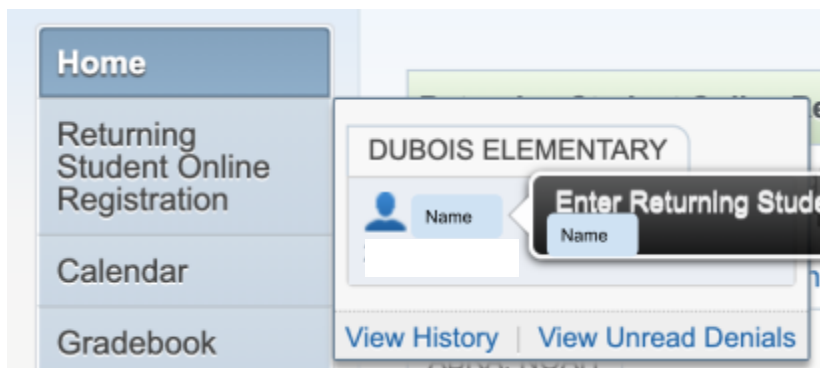 Home
Returning
Student Online
Registration
Calendar
Gradebook
DUBOIS ELEMENTARY
Name
Enter Returning Stude
Name
View History | View Unread Denials